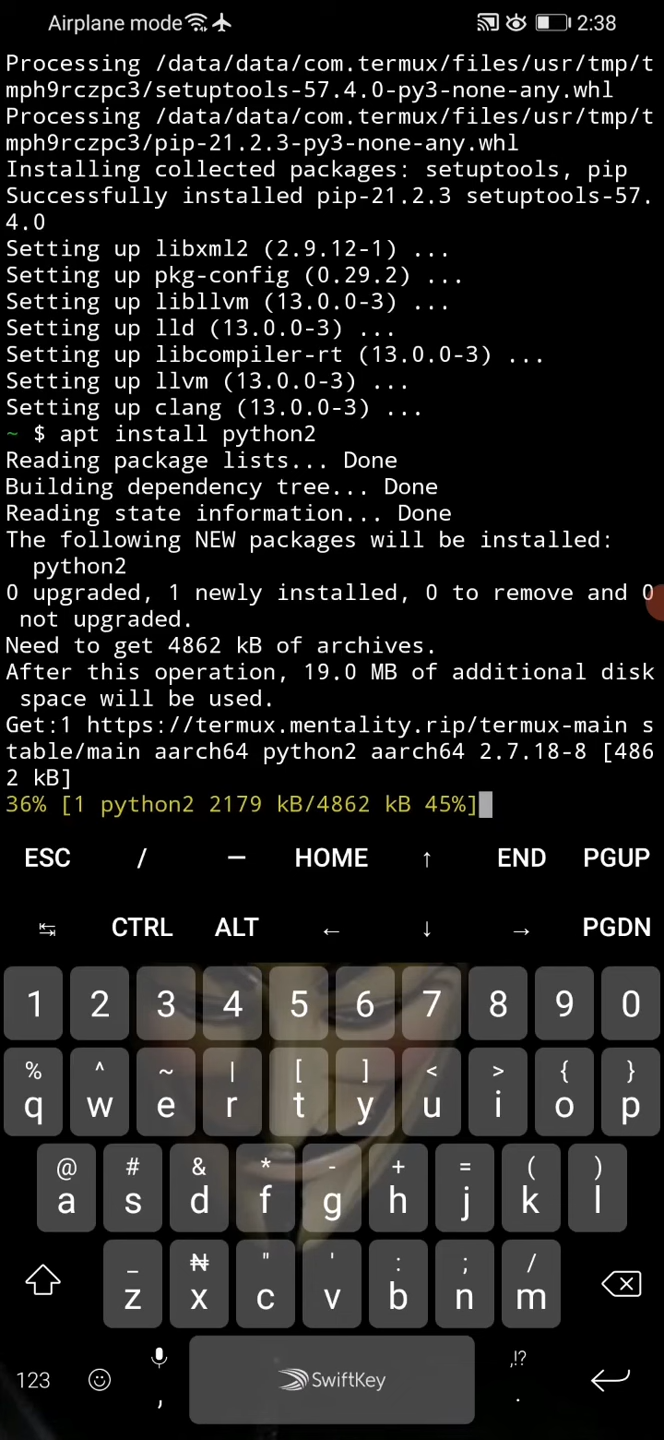 Airplane mode 2:38
Processing /data/data/com.termux/files/usr/tmp/t
mph9rczpc3/setuptools-57.4.0-py3-none-any.whl
Processing /data/data/com.termux/files/usr/tmp/t
mph9rczpc3/pip-21.2.3-py3-none-any.whl
Installing collected packages: setuptools, pip
Successfully installed pip-21.2.3 setuptools-57.
4.0
Setting up libxml2 (2.9.12-1) ...
Setting up pkg-config (0.29.2) ...
Setting up libllvm (13.0.0-3) ...
Setting up lld (13.0.0-3) ...
Setting up libcompiler-rt (13.0.0-3) ...
Setting up llvm (13.0.0-3) ...
Setting up clang (13.0.0-3) ...
~ $ apt install python2
Reading package lists... Done
Building dependency tree... Done
Reading state information... Done
The following NEW packages will be installed:
  python2
0 upgraded, 1 newly installed, 0 to remove and 0
 not upgraded.
Need to get 4862 kB of archives.
After this operation, 19.0 MB of additional disk
 space will be used.
Get:1 https://termux.mentality.rip/termux-main s
table/main aarch64 python2 aarch64 2.7.18-8 [486
2 kB]
36% [1 python2 2179 kB/4862 kB 45%]
ESC / — HOME ↑ END PGUP
↹ CTRL ALT ← ↓ → PGDN
1 2 3 4 5 6 7 8 9 0
% ^ ~ | [ ] < > { }
q w e r t y u i o p
@ # & * - + = ( )
a s d f g h j k l
_ ₦ " ' : ; /
z x c v b n m
,!?
123 , SwiftKey .